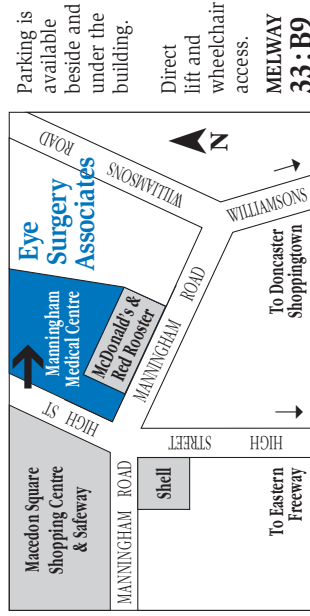 Macedon Square
Shopping Centre
& Safeway
HIGH ST
Manningham
Medical Centre
Eye
Surgery
Associates
McDonald's &
Red Rooster
MANNINGHAM ROAD
MANNINGHAM ROAD
WILLIAMSONS ROAD
WILLIAMSONS
N
Shell
HIGH STREET
To Eastern
Freeway
To Doncaster
Shoppingtown
Parking is
available
beside and
under the
building.
Direct
lift and
wheelchair
access.
MELWAY
33:B9